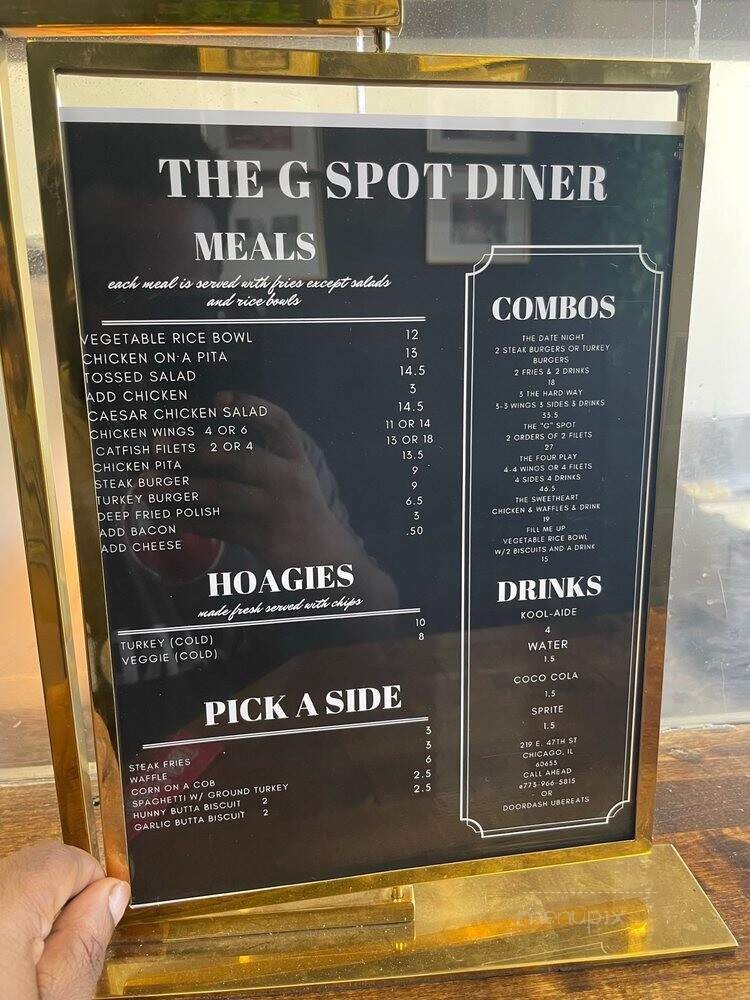 THE G SPOT DINER
MEALS
each meal is served with fries except salads
and rice bowls
VEGETABLE RICE BOWL 12
CHICKEN ON A PITA 13
TOSSED SALAD 14.5
ADD CHICKEN 3
CAESAR CHICKEN SALAD 14.5
CHICKEN WINGS 4 OR 6 11 OR 14
CATFISH FILETS 2 OR 4 13 OR 18
CHICKEN PITA 13.5
STEAK BURGER 9
TURKEY BURGER 9
DEEP FRIED POLISH 6.5
ADD BACON 3
ADD CHEESE .50
HOAGIES
made fresh served with chips
TURKEY (COLD) 10
VEGGIE (COLD) 8
PICK A SIDE
STEAK FRIES 3
WAFFLE 3
CORN ON A COB 6
SPAGHETTI W/ GROUND TURKEY 2.5
HUNNY BUTTA BISCUIT 2 2.5
GARLIC BUTTA BISCUIT 2
COMBOS
THE DATE NIGHT
2 STEAK BURGERS OR TURKEY
BURGERS
2 FRIES & 2 DRINKS
18
3 THE HARD WAY
3-3 WINGS 3 SIDES 3 DRINKS
33.5
THE "G" SPOT
2 ORDERS OF 2 FILETS
27
THE FOUR PLAY
4-4 WINGS OR 4 FILETS
4 SIDES 4 DRINKS
46.5
THE SWEETHEART
CHICKEN & WAFFLES & DRINK
19
FILL ME UP
VEGETABLE RICE BOWL
W/2 BISCUITS AND A DRINK
15
DRINKS
KOOL-AIDE
4
WATER
1.5
COCO COLA
1.5
SPRITE
1.5
219 E. 47TH ST
CHICAGO, IL
60653
CALL AHEAD
@773-966-5815
OR
DOORDASH UBEREATS
menupix